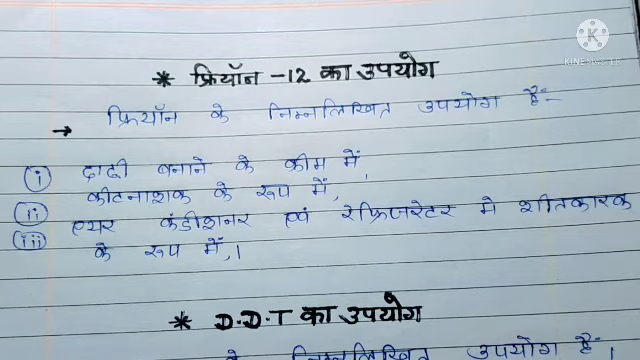 K
KINEMASTER
* फ्रियॉन -12 का उपयोग
→ फ्रियॉन के निम्नलिखित उपयोग हैं:-
(i) दाढ़ी बनाने के क्रीम में,
(ii) कीटनाशक के रूप में,
(iii) एयर कंडीशनर एवं रेफ्रिजरेटर मे शीतकारक
के रूप में,।
* D.D.T का उपयोग
के निम्नलिखित उपयोग हैं।